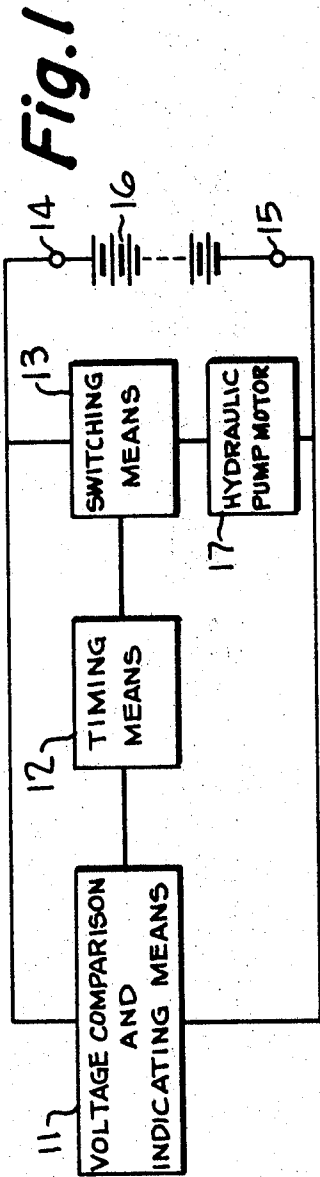 Fig.1
11
VOLTAGE COMPARISON
AND
INDICATING MEANS
12
TIMING
MEANS
13
SWITCHING
MEANS
17
HYDRAULIC
PUMP MOTOR
14
16
15